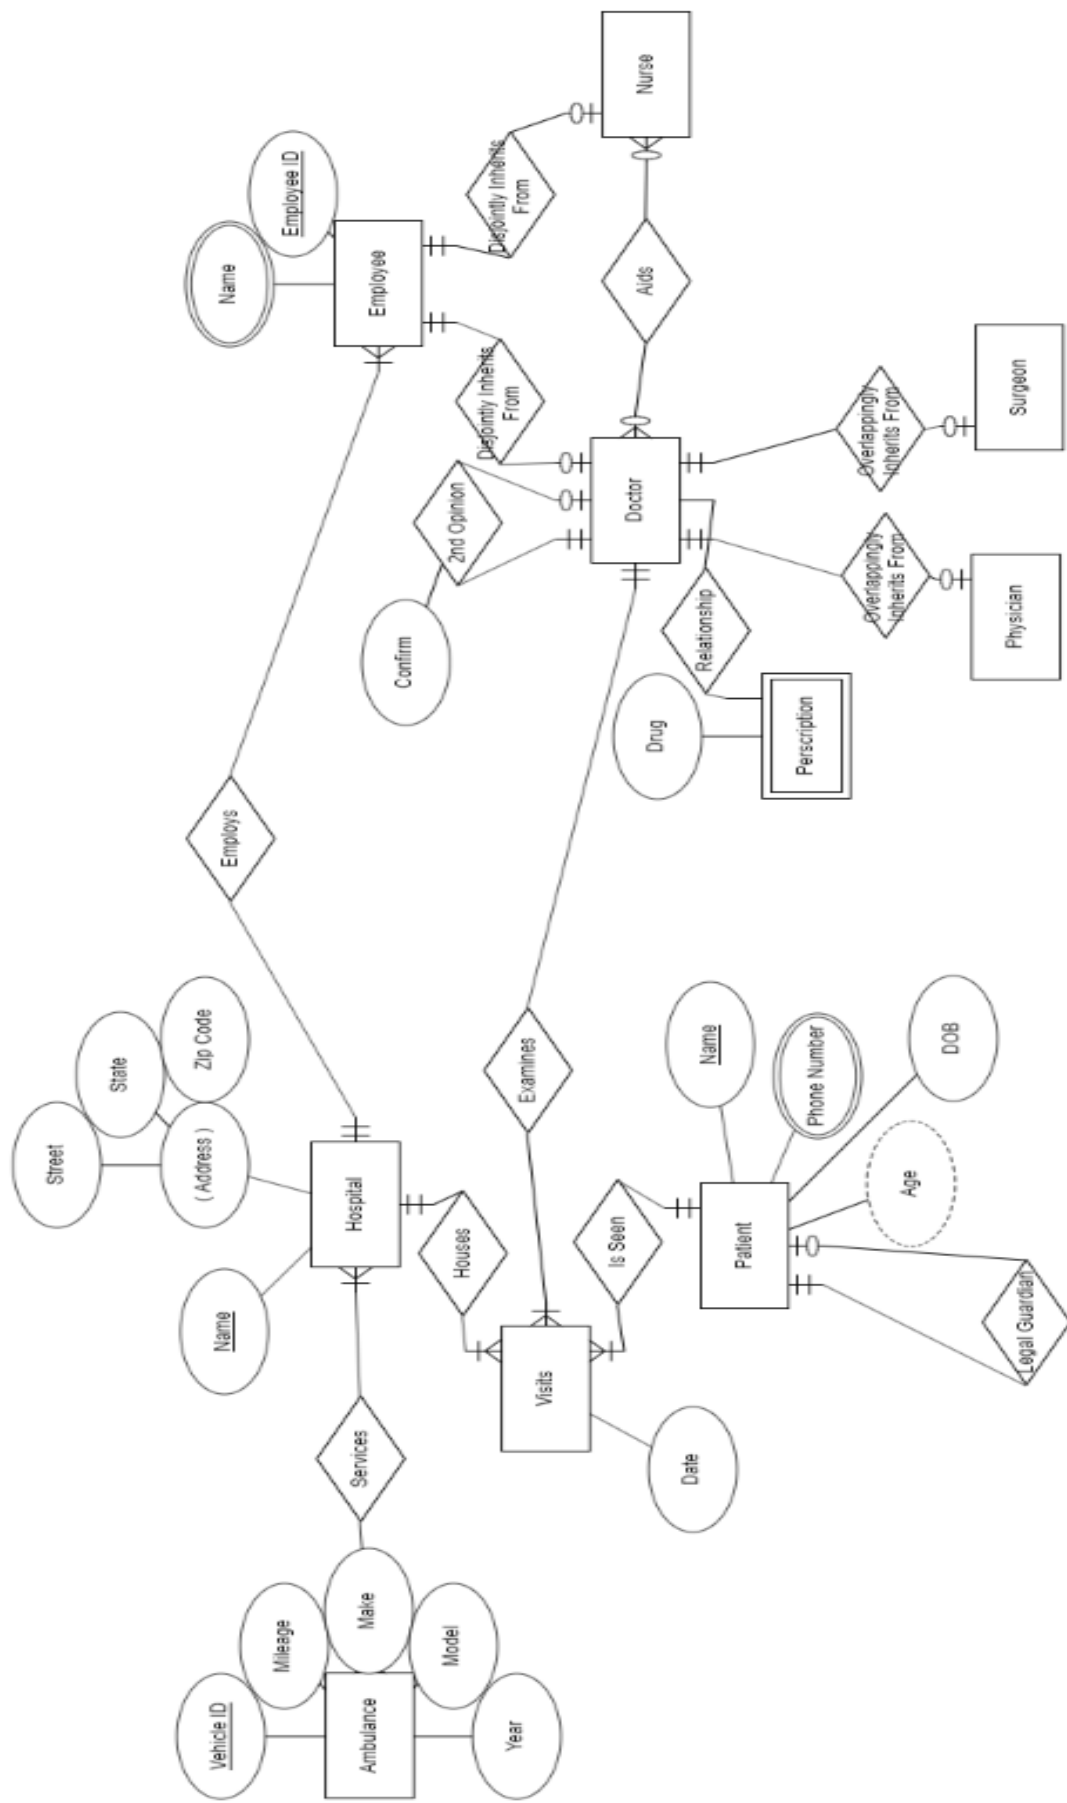 Vehicle ID
Mileage
Make
Model
Year
Ambulance
Services
Name
Street
State
Zip Code
( Address )
Hospital
Houses
Visits
Date
Is Seen
Patient
Name
Phone Number
DOB
Age
Legal Guardian
Examines
Employs
Name
Employee ID
Employee
Disjointly Inherits
From
Disjointly Inherits
From
Nurse
Aids
Confirm
2nd Opinion
Doctor
Relationship
Drug
Perscription
Overlappingly
Inherits From
Physician
Overlappingly
Inherits From
Surgeon